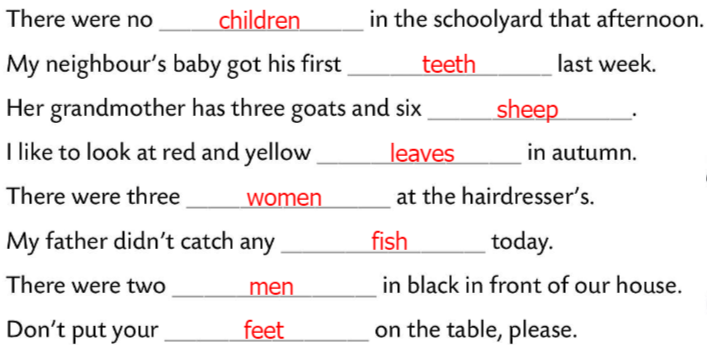 There were no children in the schoolyard that afternoon.
My neighbour's baby got his first teeth last week.
Her grandmother has three goats and six sheep.
I like to look at red and yellow leaves in autumn.
There were three women at the hairdresser's.
My father didn't catch any fish today.
There were two men in black in front of our house.
Don't put your feet on the table, please.